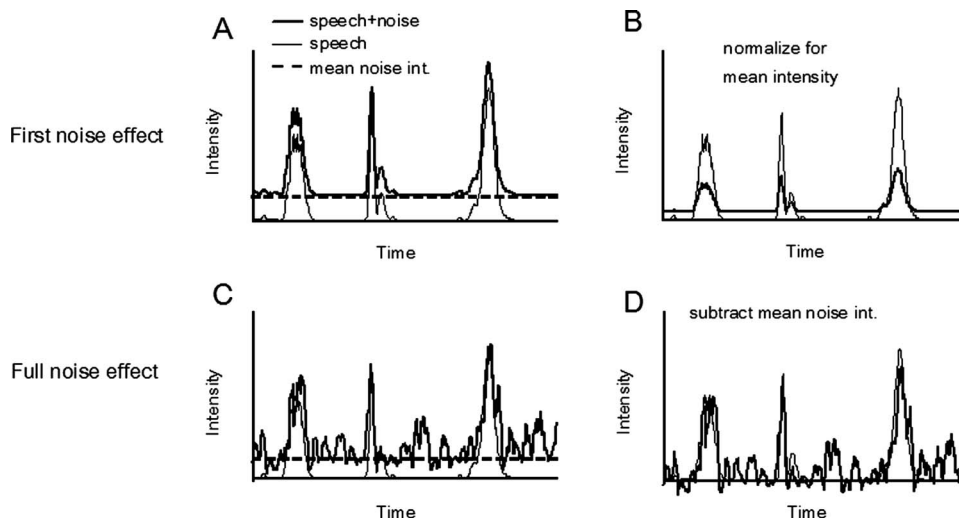 A
speech+noise
speech
mean noise int.
Intensity
Time
B
normalize for
mean intensity
Intensity
Time
First noise effect
C
Intensity
Time
D
subtract mean noise int.
Intensity
Time
Full noise effect